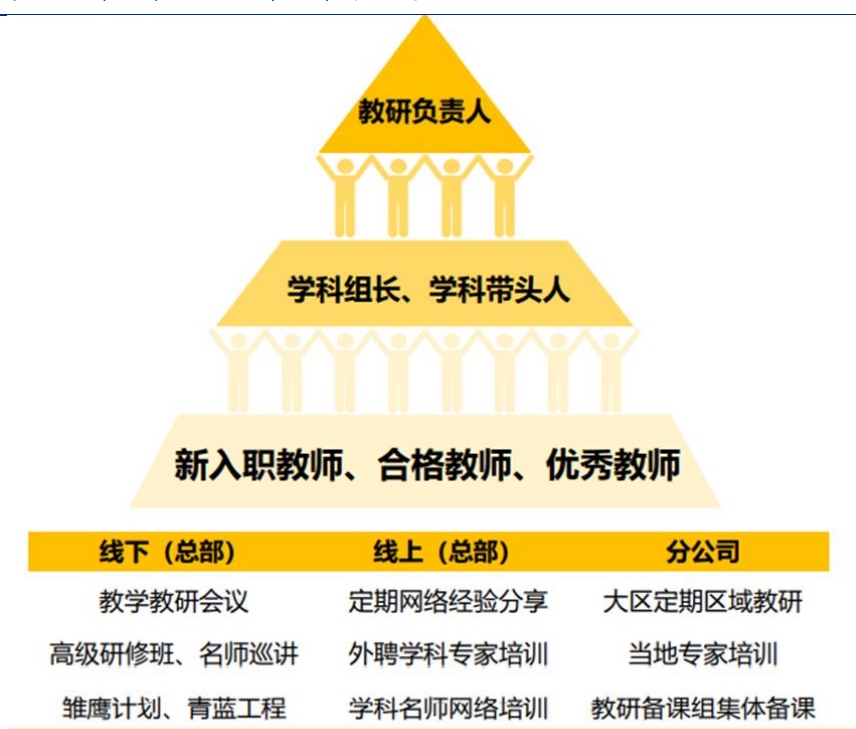 教研负责人
学科组长、学科带头人
新入职教师、合格教师、优秀教师
线下（总部） 线上（总部） 分公司
教学教研会议 定期网络经验分享 大区定期区域教研
高级研修班、名师巡讲 外聘学科专家培训 当地专家培训
雏鹰计划、青蓝工程 学科名师网络培训 教研备课组集体备课